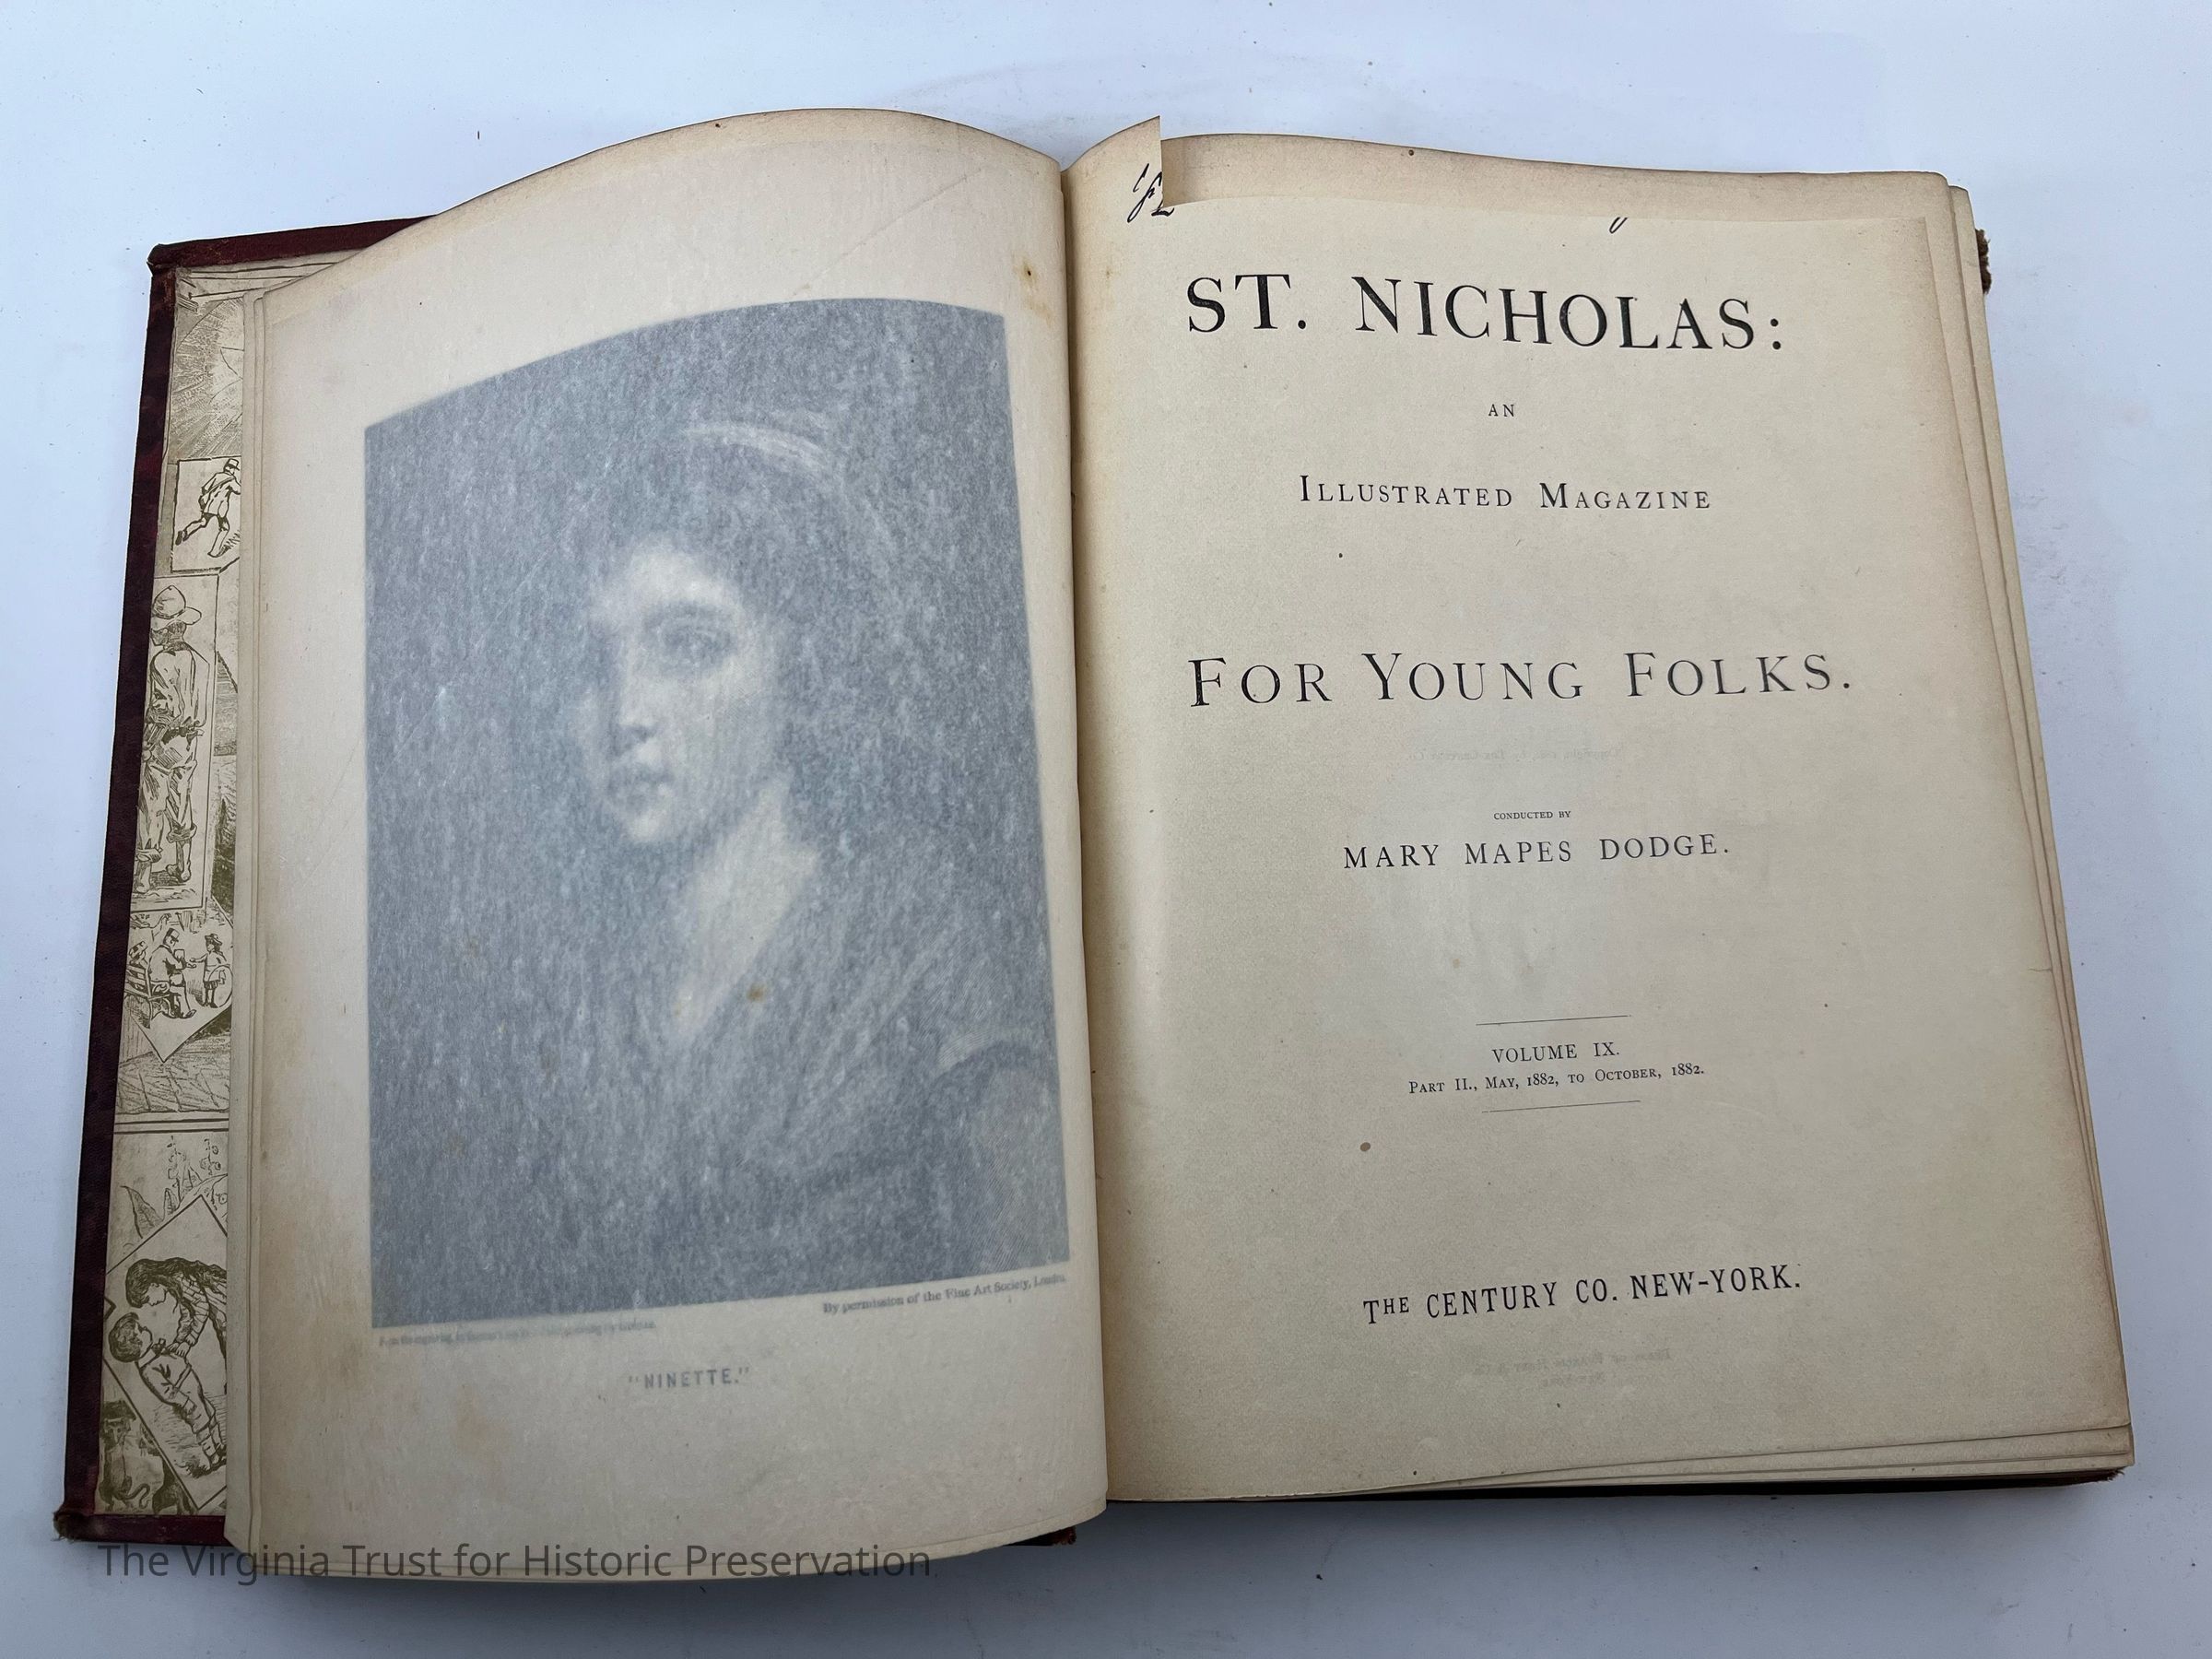 By permission of the Fine Art Society, London.
"NINETTE."
'82
ST. NICHOLAS:
AN
ILLUSTRATED MAGAZINE
FOR YOUNG FOLKS.
CONDUCTED BY
MARY MAPES DODGE.
VOLUME IX.
PART II., MAY, 1882, TO OCTOBER, 1882.
THE CENTURY CO. NEW-YORK.
The Virginia Trust for Historic Preservation